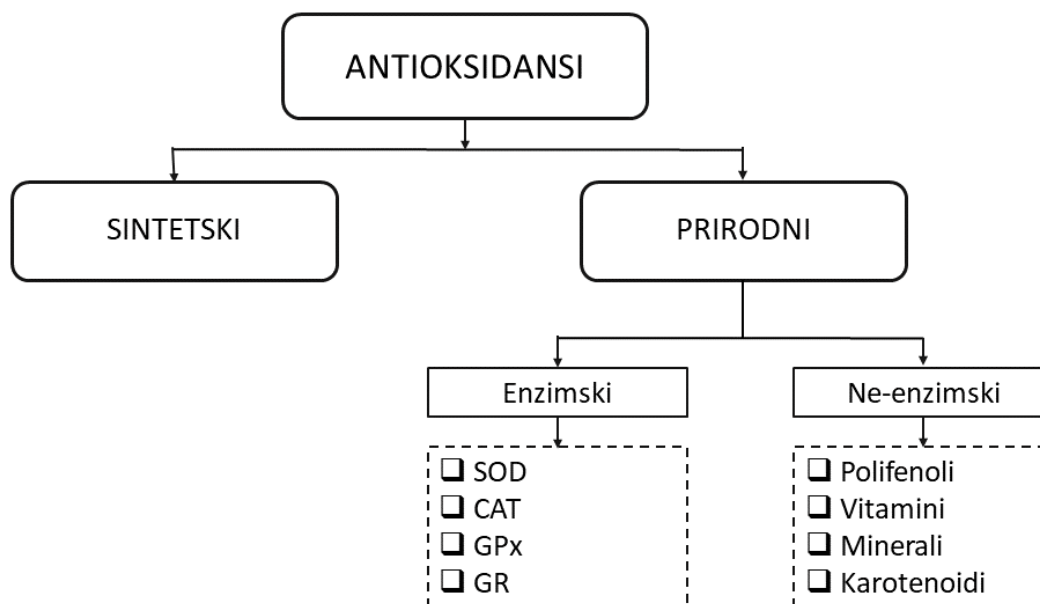 ANTIOKSIDANSI
SINTETSKI
PRIRODNI
Enzimski
Ne-enzimski
SOD
CAT
GPx
GR
Polifenoli
Vitamini
Minerali
Karotenoidi